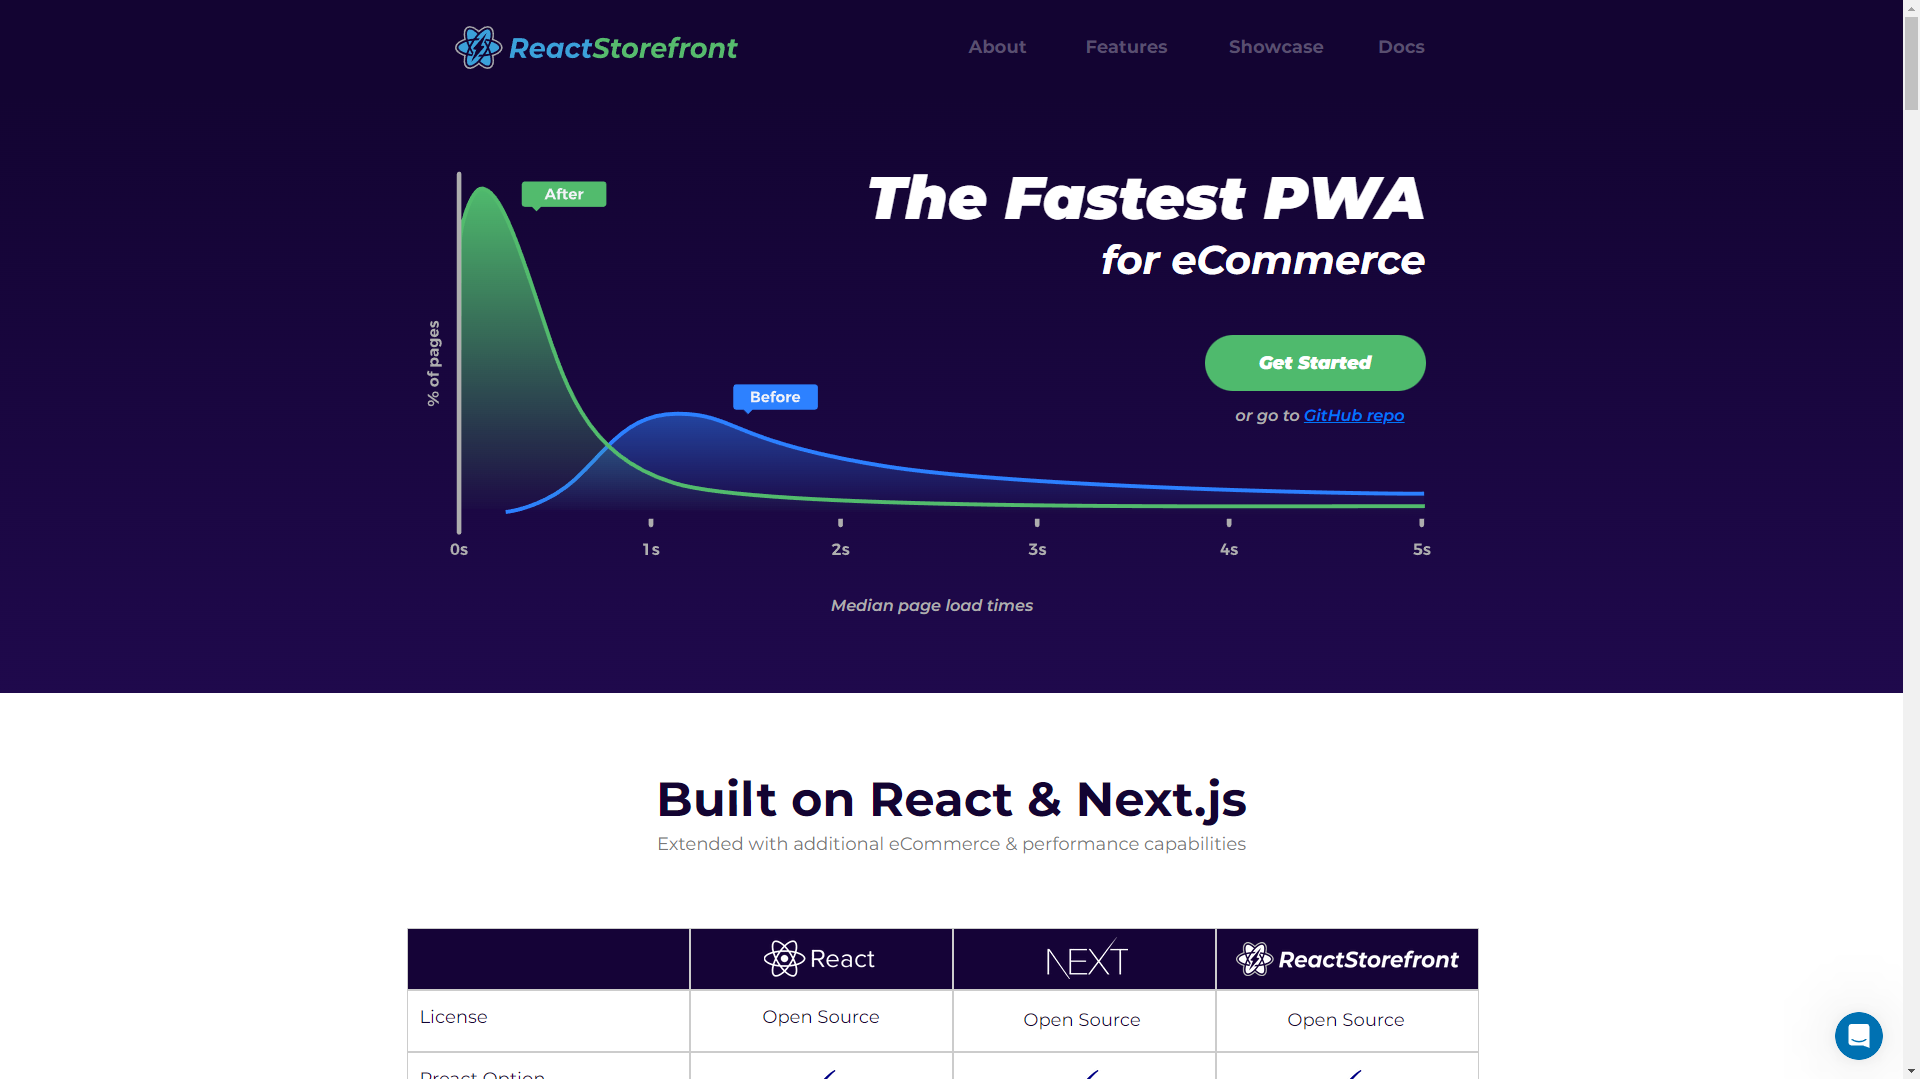 ReactStorefront
About Features Showcase Docs
The Fastest PWA
for eCommerce
Get Started
or go to GitHub repo
After
Before
% of pages
0s 1s 2s 3s 4s 5s
Median page load times
Built on React & Next.js
Extended with additional eCommerce & performance capabilities
React NEXT ReactStorefront
License Open Source Open Source Open Source
Preact Option